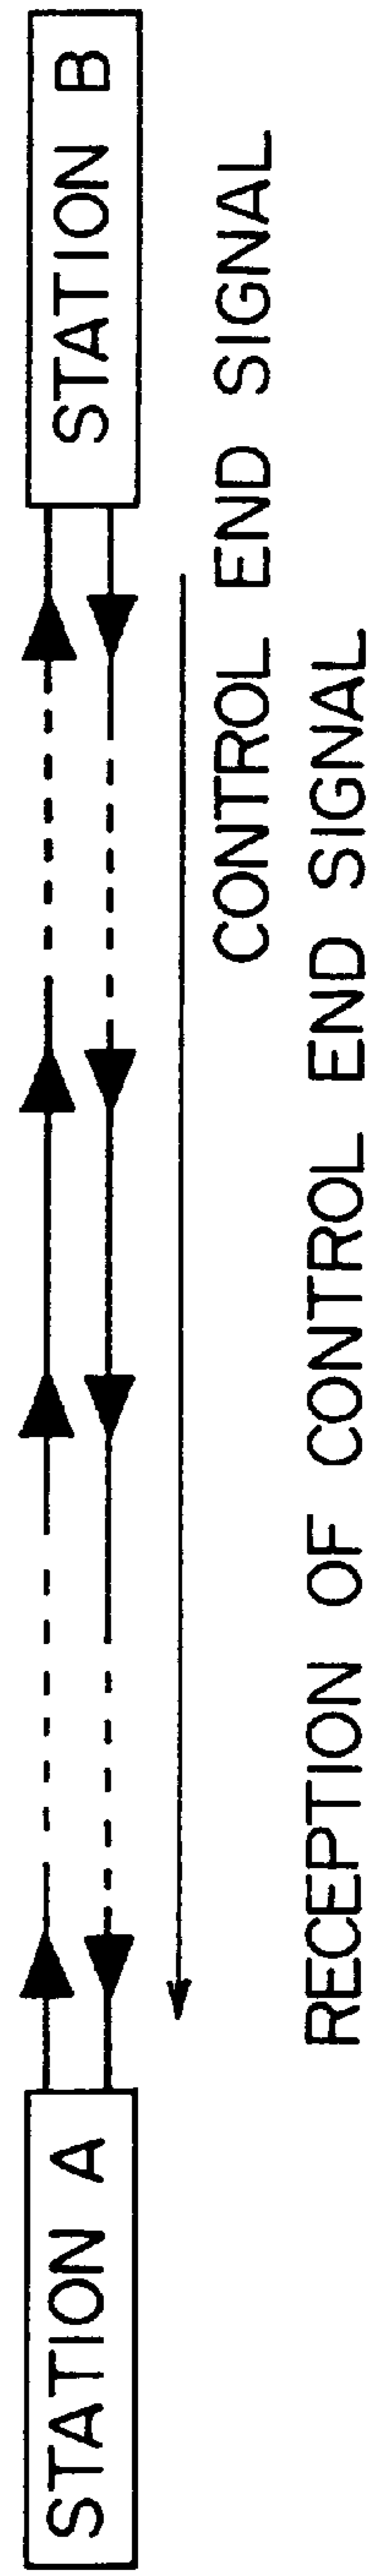 STATION A
STATION B
CONTROL END SIGNAL
RECEPTION OF CONTROL END SIGNAL